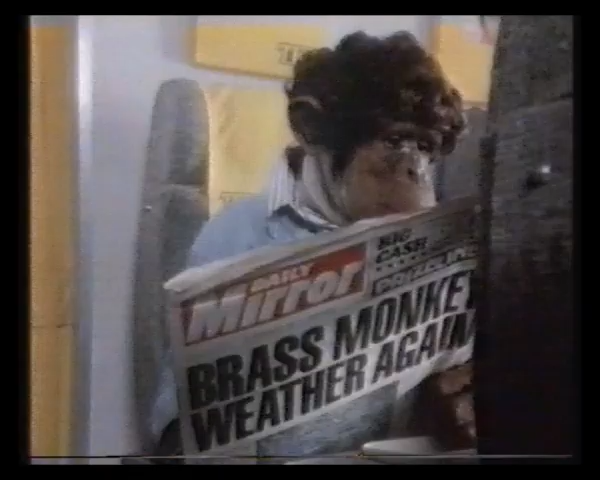 DAILY
Mirror
BIG
CASH
BRASS MONKEY
WEATHER AGAIN